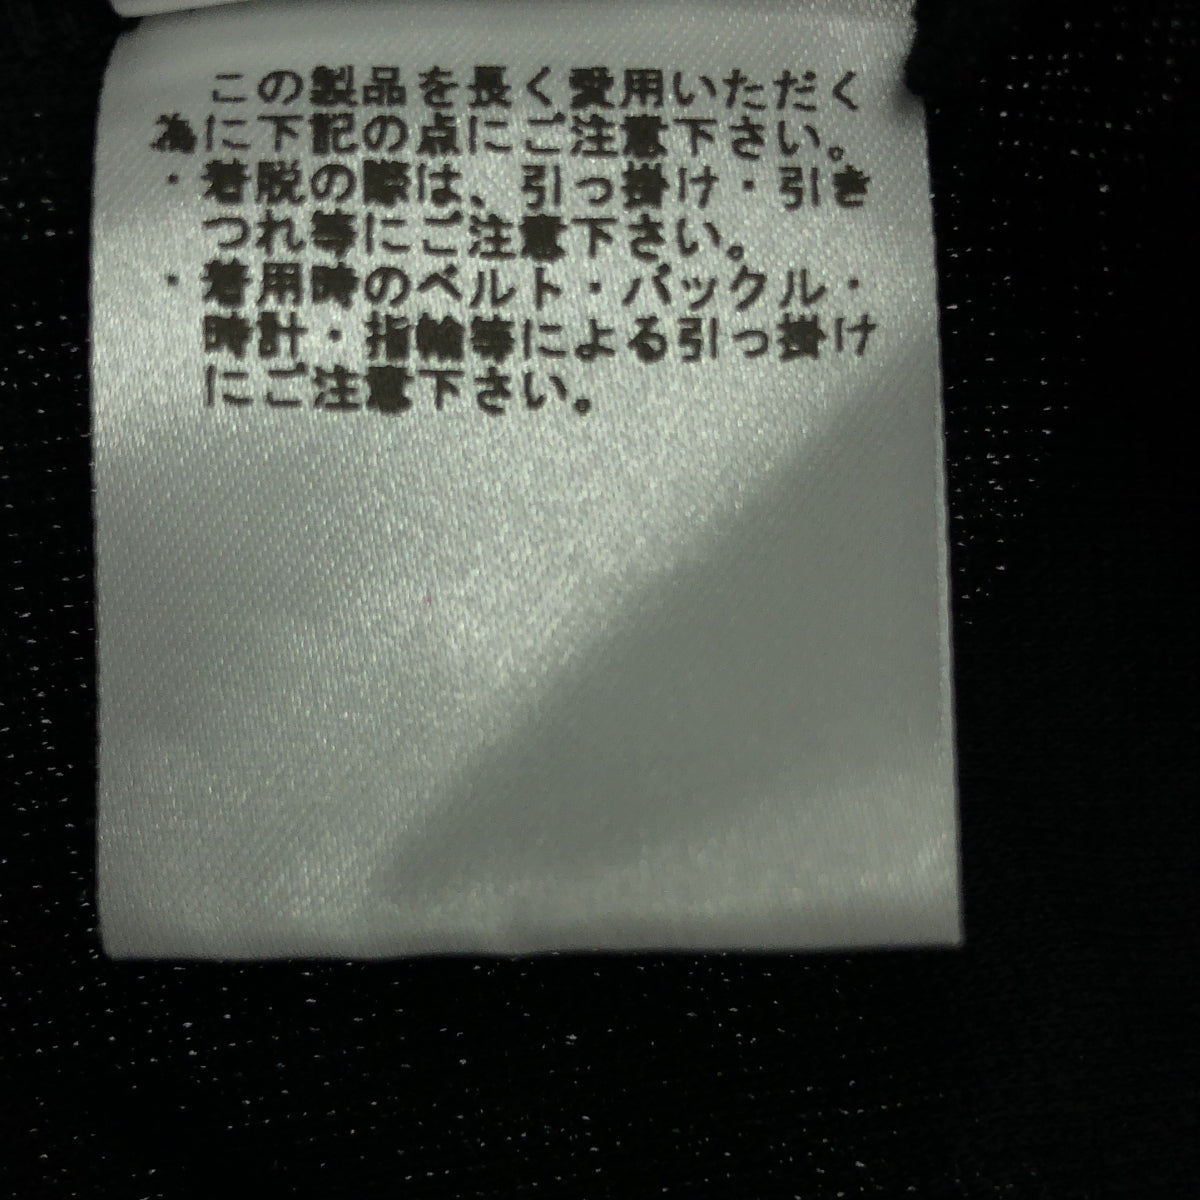 この製品を長く愛用いただく
為に下記の点にご注意下さい。
・着脱の際は、引っ掛け・引き
つれ等にご注意下さい。
・着用時のベルト・バックル・
時計・指輪等による引っ掛け
にご注意下さい。